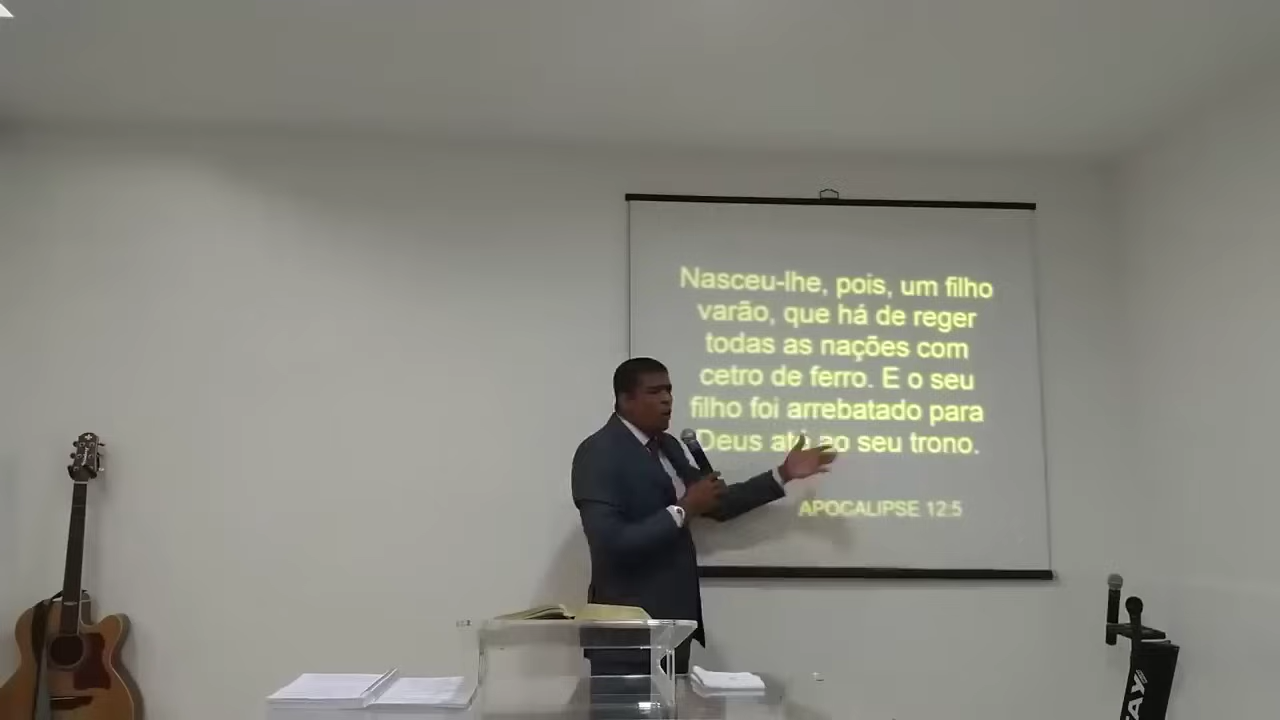 Nasceu-lhe, pois, um filho
varão, que há de reger
todas as nações com
cetro de ferro. E o seu
filho foi arrebatado para
Deus até ao seu trono.
APOCALIPSE 12:5